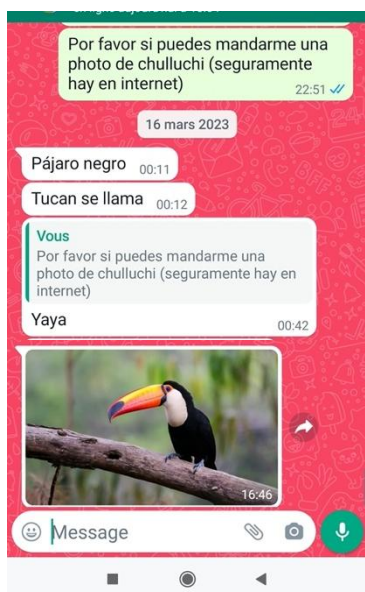 Por favor si puedes mandarme una
photo de chulluchi (seguramente
hay en internet)
22:51
16 mars 2023
Pájaro negro 00:11
Tucan se llama 00:12
Vous
Por favor si puedes mandarme una
photo de chulluchi (seguramente hay en
internet)
Yaya 00:42
16:46
Message